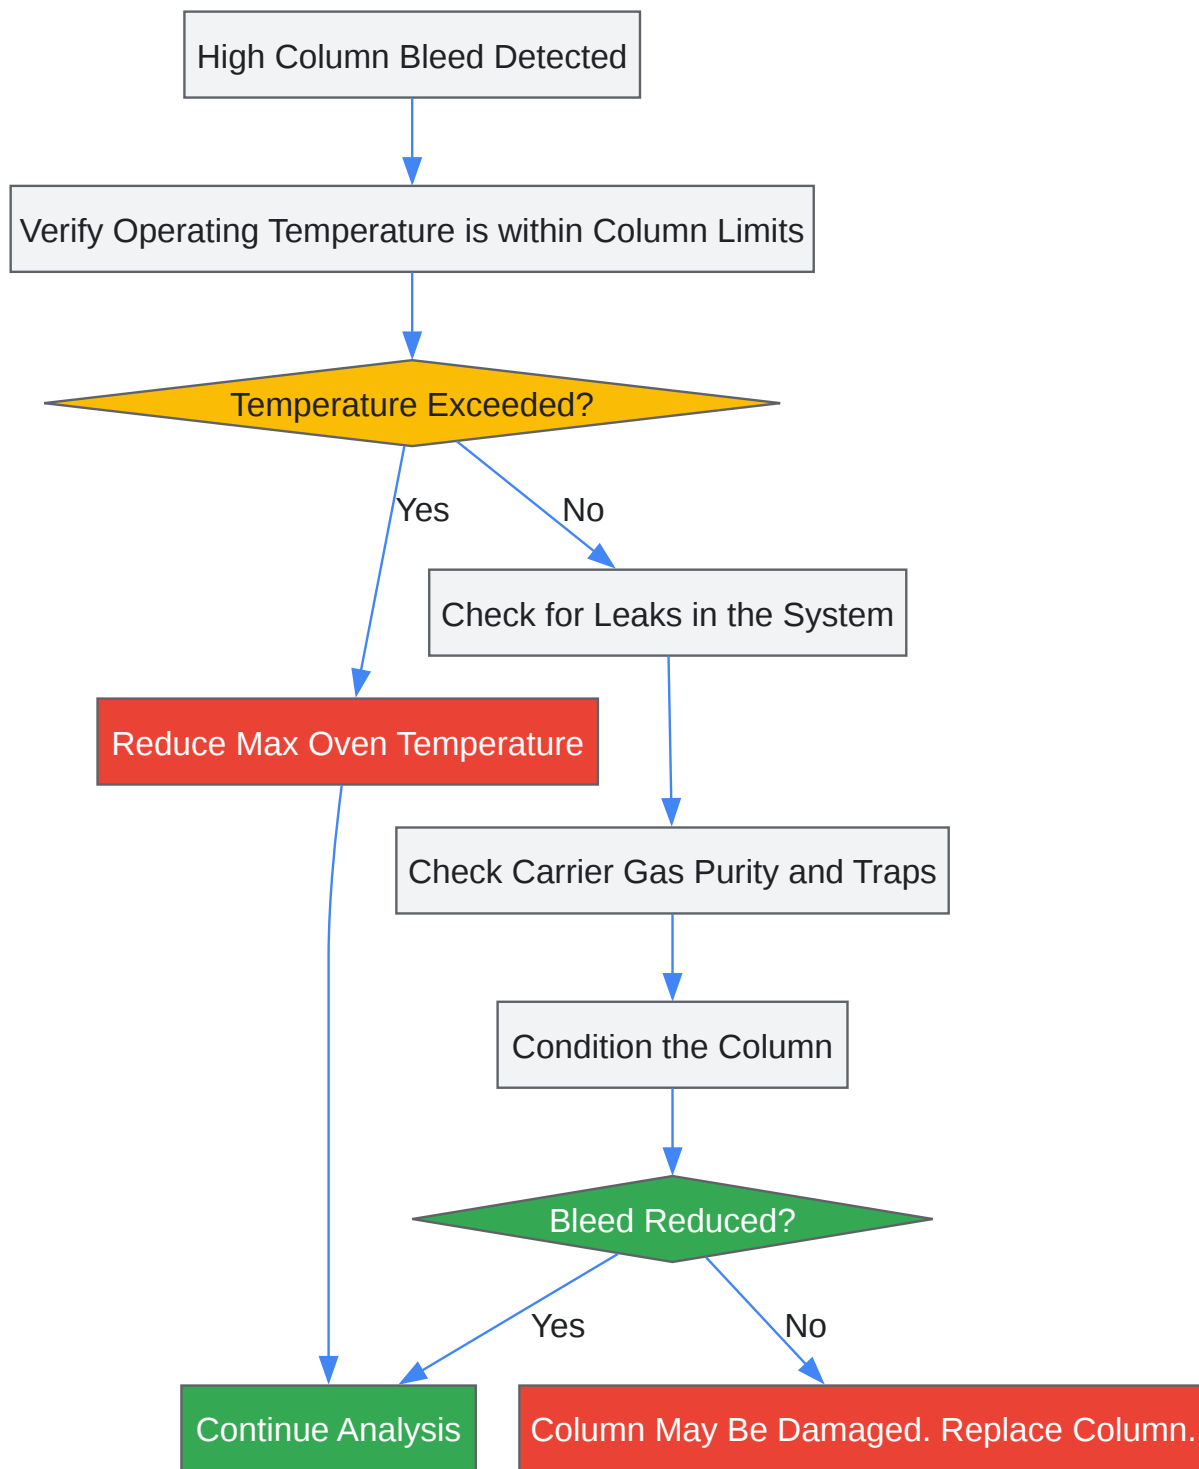 High Column Bleed Detected
Verify Operating Temperature is within Column Limits
Temperature Exceeded?
Yes
No
Check for Leaks in the System
Reduce Max Oven Temperature
Check Carrier Gas Purity and Traps
Condition the Column
Bleed Reduced?
Yes
No
Continue Analysis
Column May Be Damaged. Replace Column.